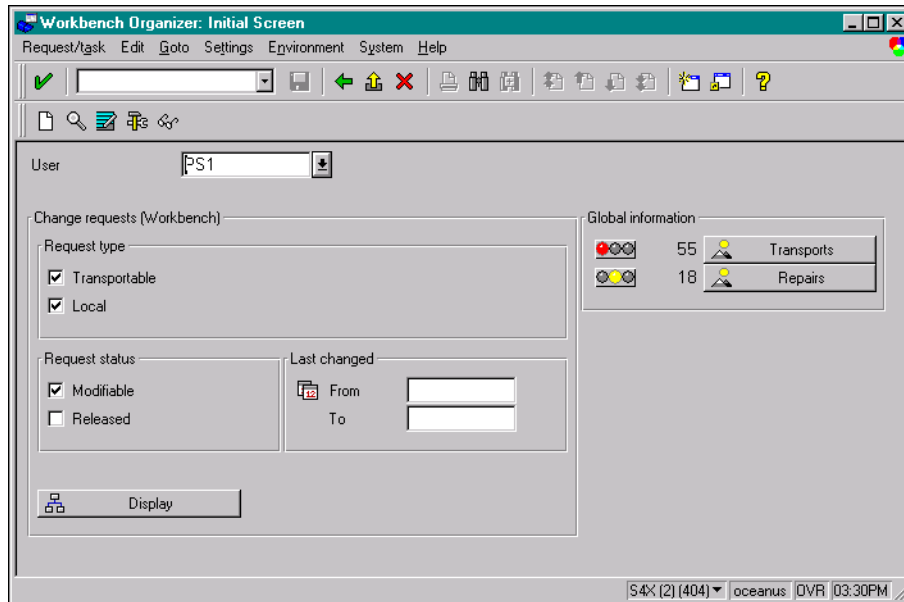 Workbench Organizer: Initial Screen
Request/task Edit Goto Settings Environment System Help
User PS1
Change requests (Workbench) Global information
Request type 55 Transports
Transportable 18 Repairs
Local
Request status Last changed
Modifiable 12 From
Released To
Display
S4X (2) (404) oceanus OVR 03:30PM